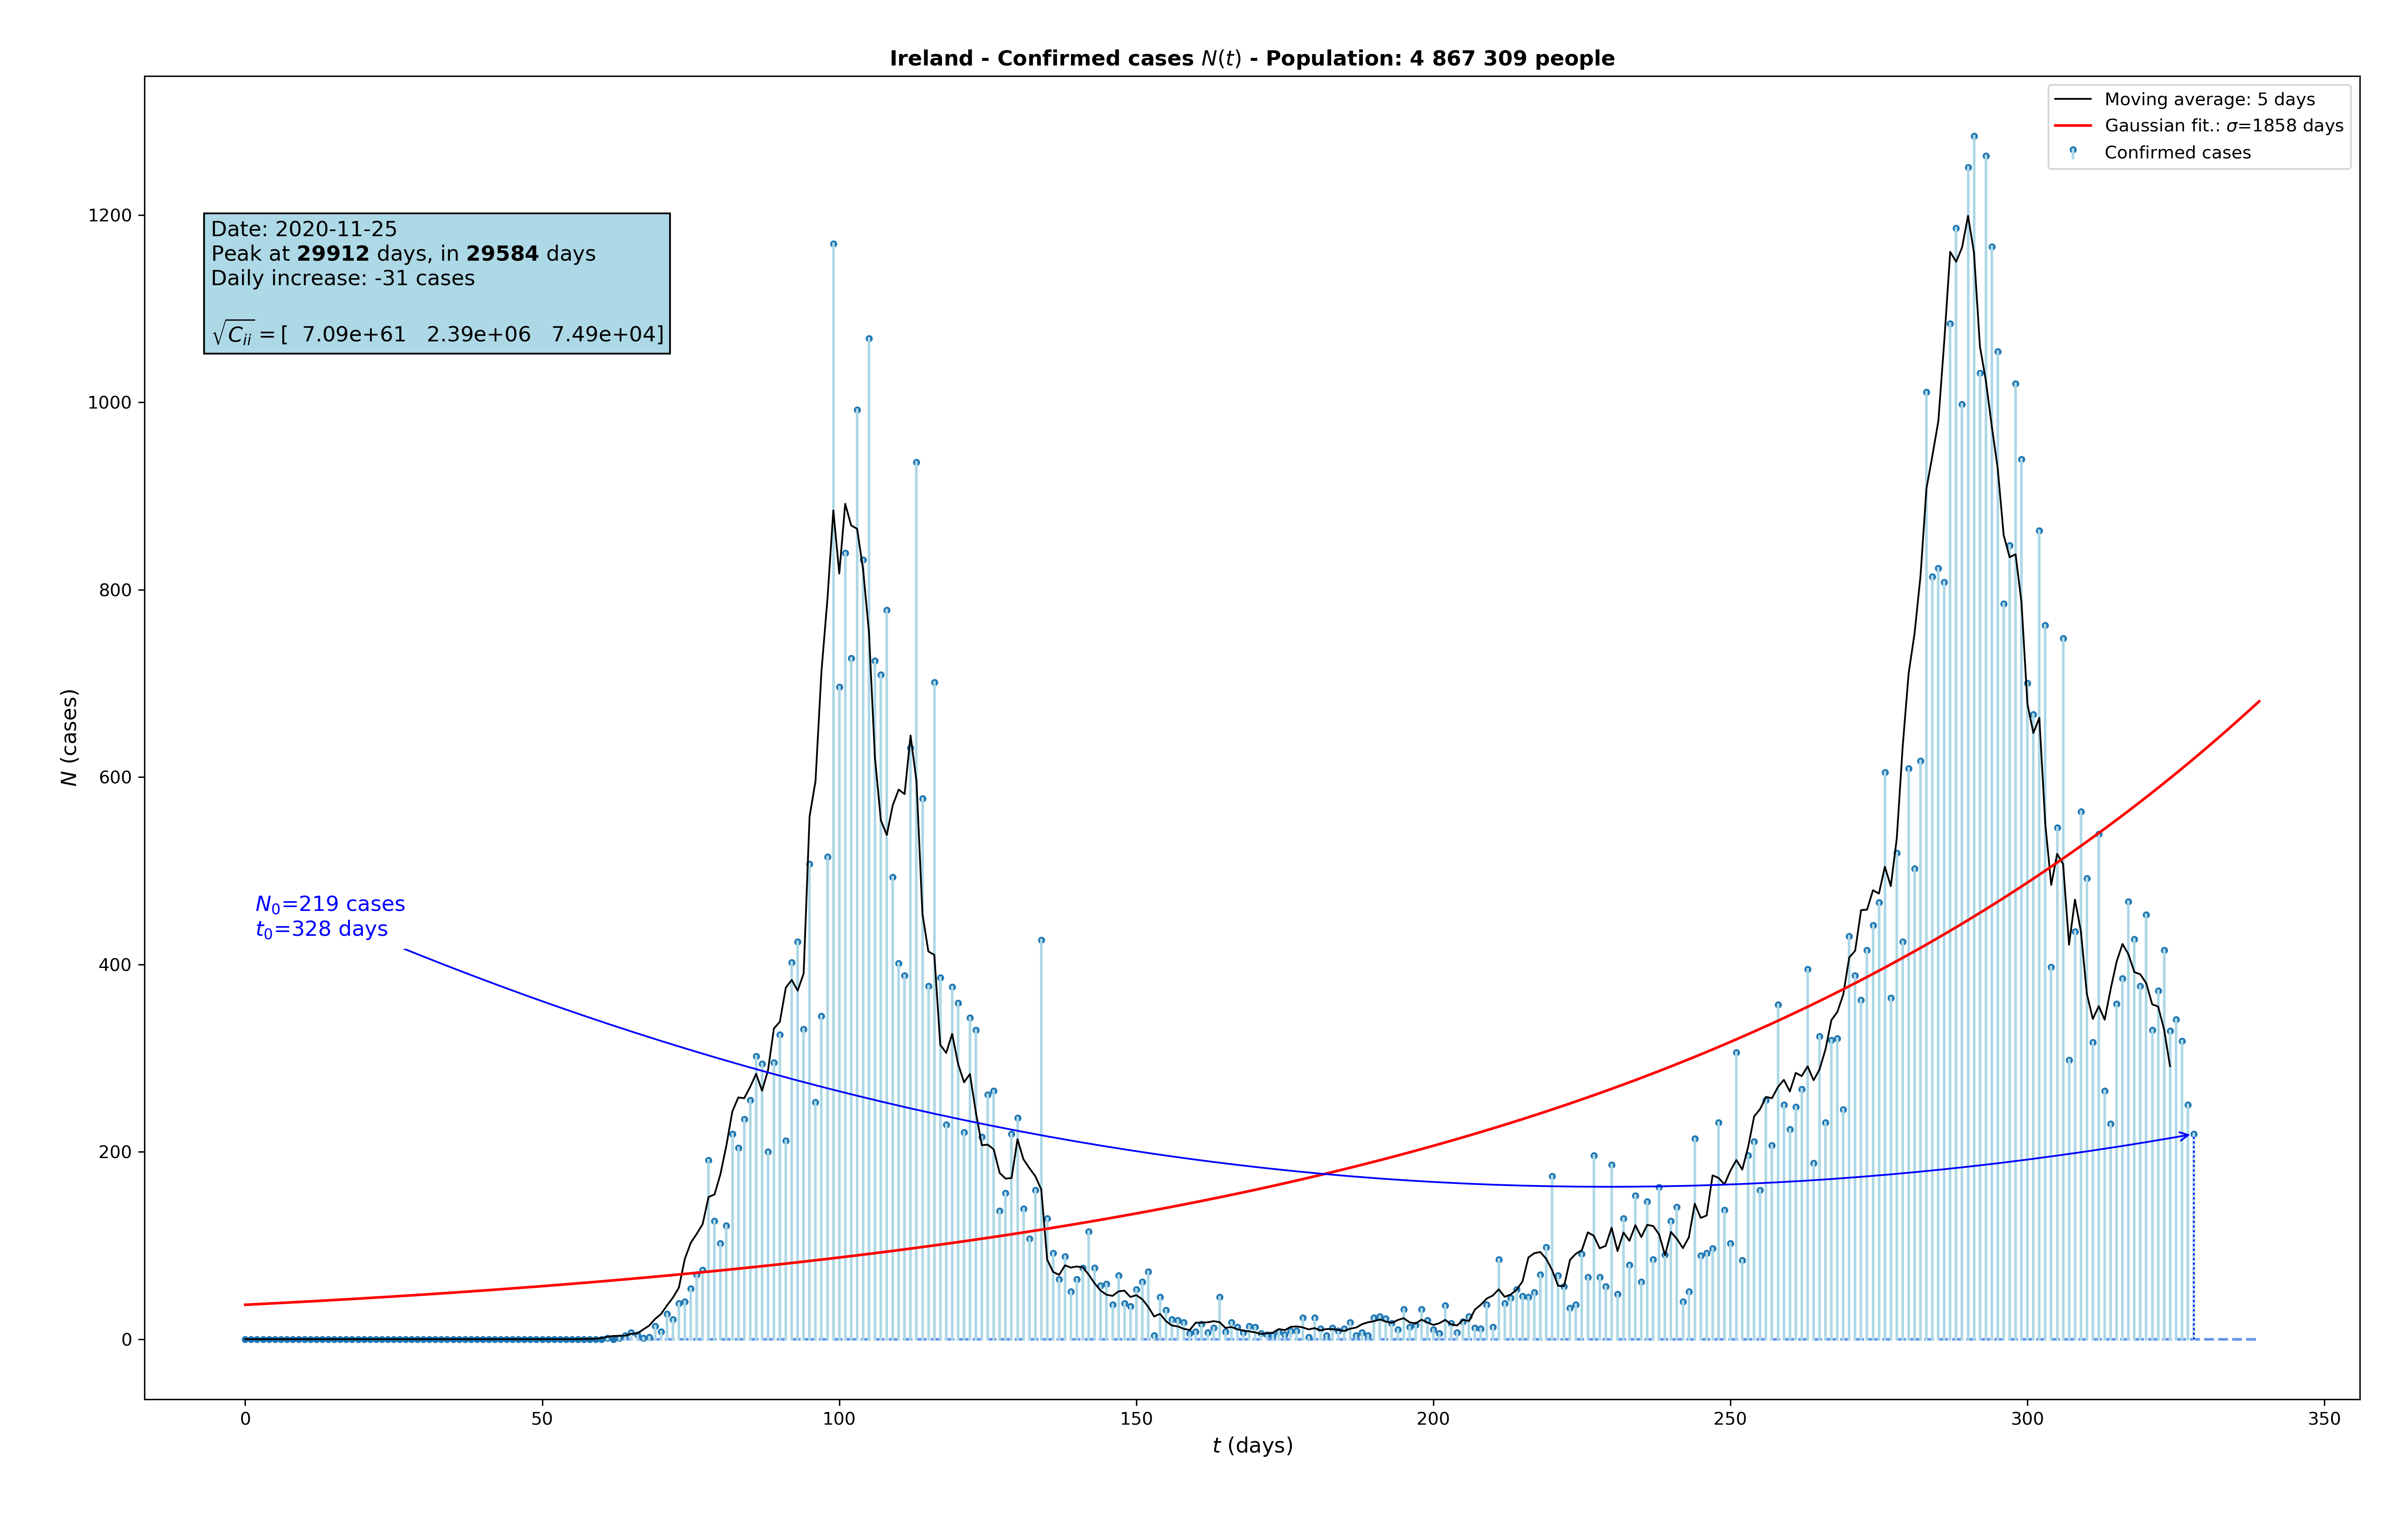 Ireland - Confirmed cases N(t) - Population: 4 867 309 people
Moving average: 5 days
Gaussian fit.: σ=1858 days
Confirmed cases
Date: 2020-11-25
Peak at 29912 days, in 29584 days
Daily increase: -31 cases
√C_ii = [ 7.09e+61 2.39e+06 7.49e+04]
N_0=219 cases
t_0=328 days
N (cases)
1200
1000
800
600
400
200
0
0 50 100 150 200 250 300 350
t (days)